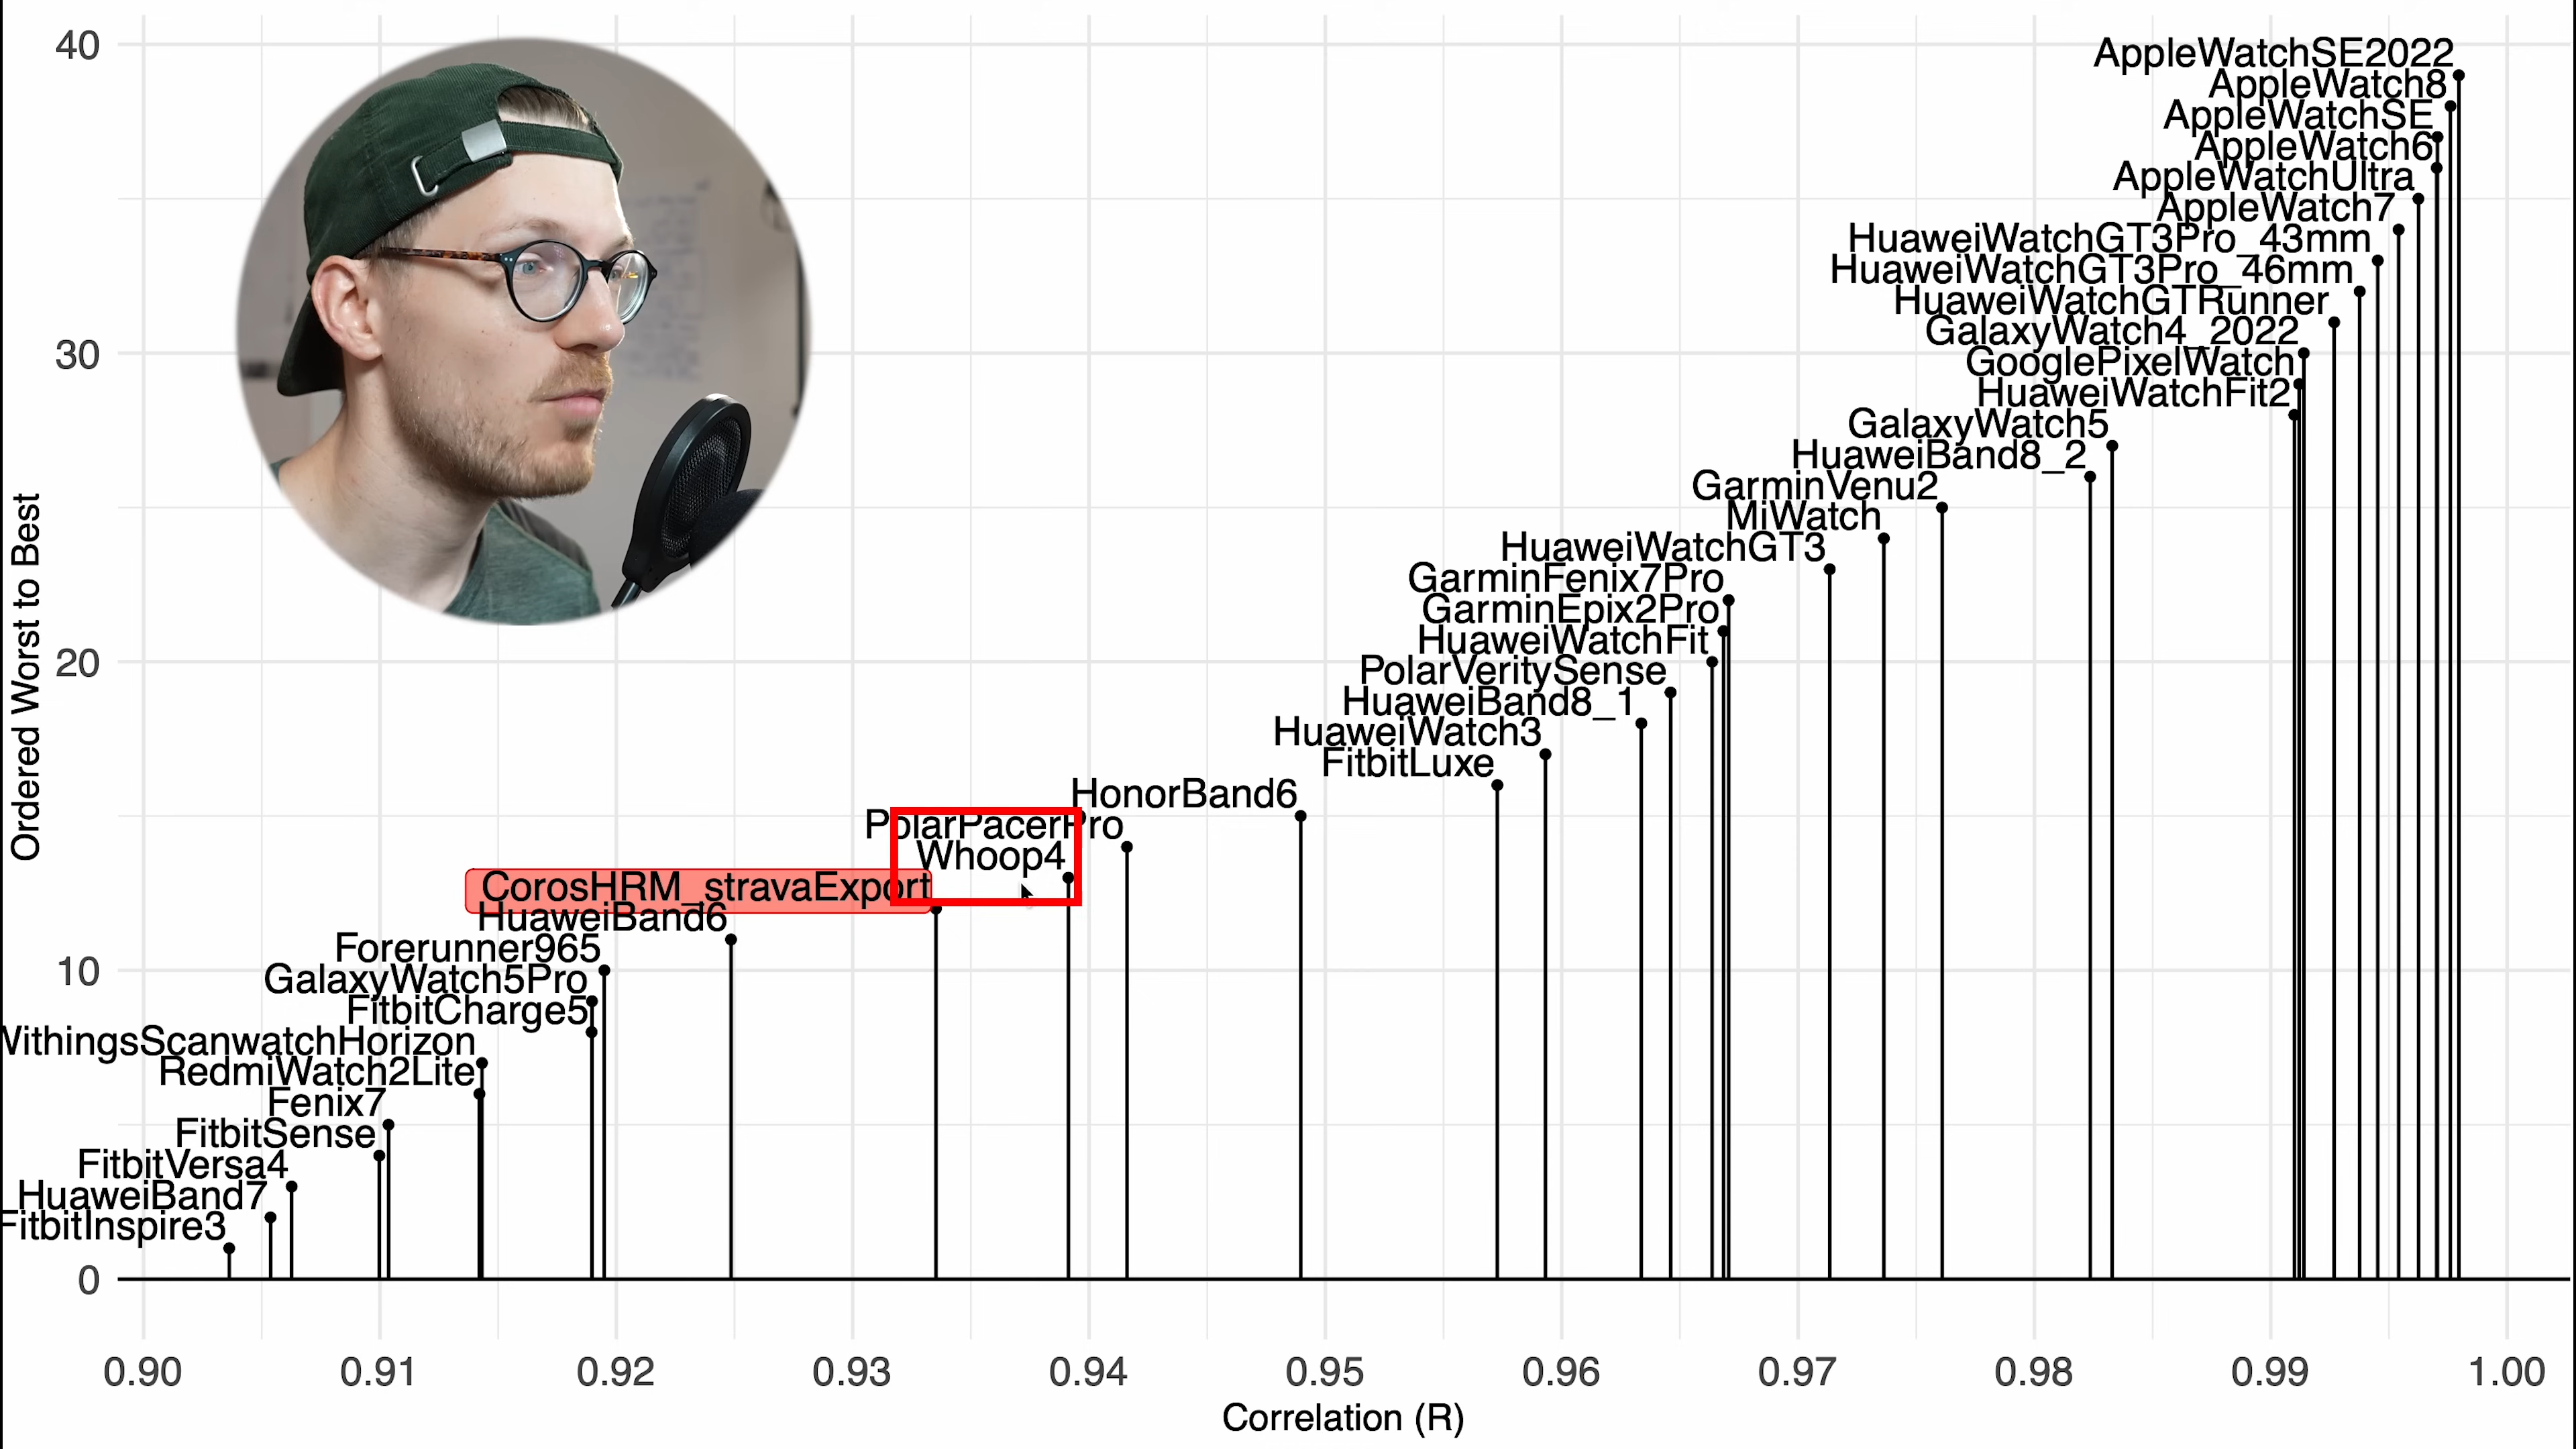 40
30
20
10
0
Ordered Worst to Best
AppleWatchSE2022
AppleWatch8
AppleWatchSE
AppleWatch6
AppleWatchUltra
AppleWatch7
HuaweiWatchGT3Pro_43mm
HuaweiWatchGT3Pro_46mm
HuaweiWatchGTRunner
GalaxyWatch4_2022
GooglePixelWatch
HuaweiWatchFit2
GalaxyWatch5
HuaweiBand8_2
GarminVenu2
MiWatch
HuaweiWatchGT3
GarminFenix7Pro
GarminEpix2Pro
HuaweiWatchFit
PolarVeritySense
HuaweiBand8_1
HuaweiWatch3
FitbitLuxe
HonorBand6
PolarPacerPro
Whoop4
CorosHRM_stravaExport
HuaweiBand6
Forerunner965
GalaxyWatch5Pro
FitbitCharge5
WithingsScanwatchHorizon
RedmiWatch2Lite
Fenix7
FitbitSense
FitbitVersa4
HuaweiBand7
FitbitInspire3
0.90 0.91 0.92 0.93 0.94 0.95 0.96 0.97 0.98 0.99 1.00
Correlation (R)